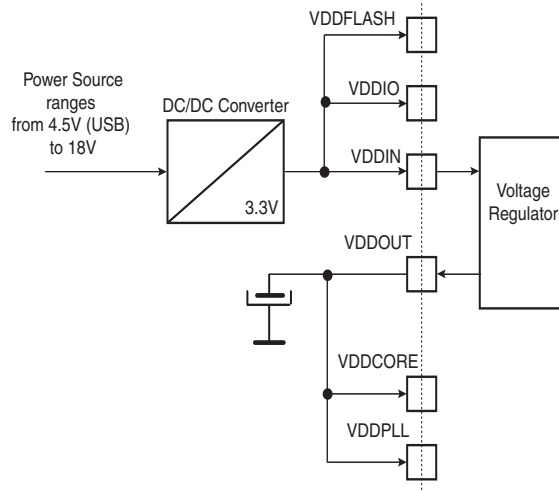 VDDFLASH
Power Source
ranges
from 4.5V (USB)
to 18V
DC/DC Converter
VDDIO
VDDIN
3.3V
Voltage
Regulator
VDDOUT
VDDCORE
VDDPLL